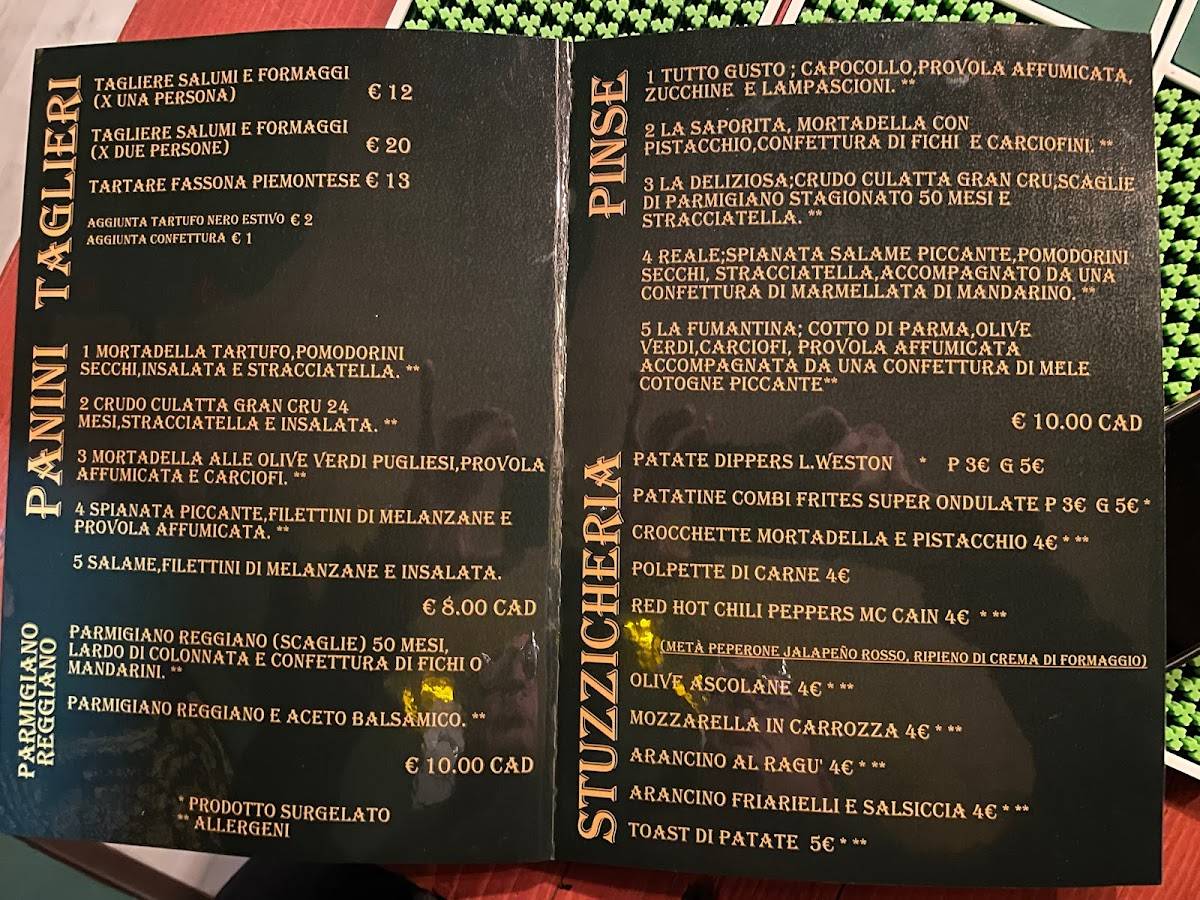 TAGLIERI
TAGLIERE SALUMI E FORMAGGI
(X UNA PERSONA) € 12
TAGLIERE SALUMI E FORMAGGI
(X DUE PERSONE) € 20
TARTARE FASSONA PIEMONTESE € 13
AGGIUNTA TARTUFO NERO ESTIVO € 2
AGGIUNTA CONFETTURA € 1
PANINI
1 MORTADELLA TARTUFO,POMODORINI
SECCHI,INSALATA E STRACCIATELLA. **
2 CRUDO CULATTA GRAN CRU 24
MESI,STRACCIATELLA E INSALATA. **
3 MORTADELLA ALLE OLIVE VERDI PUGLIESI,PROVOLA
AFFUMICATA E CARCIOFI. **
4 SPIANATA PICCANTE,FILETTINI DI MELANZANE E
PROVOLA AFFUMICATA. **
5 SALAME,FILETTINI DI MELANZANE E INSALATA.
€ 8.00 CAD
PARMIGIANO
REGGIANO
PARMIGIANO REGGIANO (SCAGLIE) 50 MESI,
LARDO DI COLONNATA E CONFETTURA DI FICHI O
MANDARINI. **
PARMIGIANO REGGIANO E ACETO BALSAMICO. **
€ 10.00 CAD
* PRODOTTO SURGELATO
** ALLERGENI
PINSE
1 TUTTO GUSTO ; CAPOCOLLO,PROVOLA AFFUMICATA,
ZUCCHINE E LAMPASCIONI. **
2 LA SAPORITA, MORTADELLA CON
PISTACCHIO,CONFETTURA DI FICHI E CARCIOFINI. **
3 LA DELIZIOSA;CRUDO CULATTA GRAN CRU,SCAGLIE
DI PARMIGIANO STAGIONATO 50 MESI E
STRACCIATELLA. **
4 REALE;SPIANATA SALAME PICCANTE,POMODORINI
SECCHI, STRACCIATELLA,ACCOMPAGNATO DA UNA
CONFETTURA DI MARMELLATA DI MANDARINO. **
5 LA FUMANTINA; COTTO DI PARMA,OLIVE
VERDI,CARCIOFI, PROVOLA AFFUMICATA
ACCOMPAGNATA DA UNA CONFETTURA DI MELE
COTOGNE PICCANTE**
€ 10.00 CAD
STUZZICHERIA
PATATE DIPPERS L.WESTON * P 3€ G 5€
PATATINE COMBI FRITES SUPER ONDULATE P 3€ G 5€ *
CROCCHETTE MORTADELLA E PISTACCHIO 4€ * **
POLPETTE DI CARNE 4€
RED HOT CHILI PEPPERS MC CAIN 4€ * **
(METÀ PEPERONE JALAPEÑO ROSSO, RIPIENO DI CREMA DI FORMAGGIO)
OLIVE ASCOLANE 4€ * **
MOZZARELLA IN CARROZZA 4€ * **
ARANCINO AL RAGU' 4€ * **
ARANCINO FRIARIELLI E SALSICCIA 4€ * **
TOAST DI PATATE 5€ * **